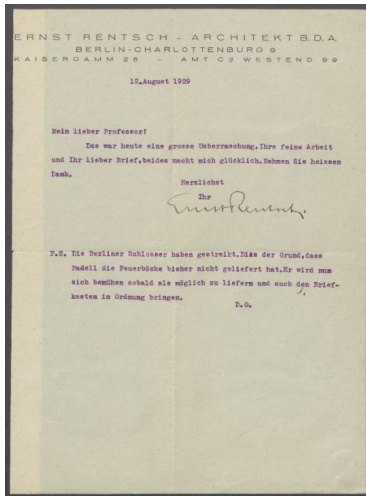 ERNST RENTSCH - ARCHITEKT B.D.A.
BERLIN-CHARLOTTENBURG 9
KAISERDAMM 26 - AMT C3 WESTEND 99
12.August 1929
Mein lieber Professor!
Das war heute eine grosse Ueberraschung,Ihre feine Arbeit
und Ihr lieber Brief,beides macht mich glücklich.Nehmen Sie heissen
Dank.
Herzlichst
Ihr
Ernst Rentsch.
P.S. Die Berliner Schlosser haben gestreikt.Dies der Grund,dass
Padell die Feuerböcke bisher nicht geliefert hat.Er wird nun
sich bemühen sobald als möglich zu liefern und auch den Brief-
kasten in Ordnung bringen.
D.O.